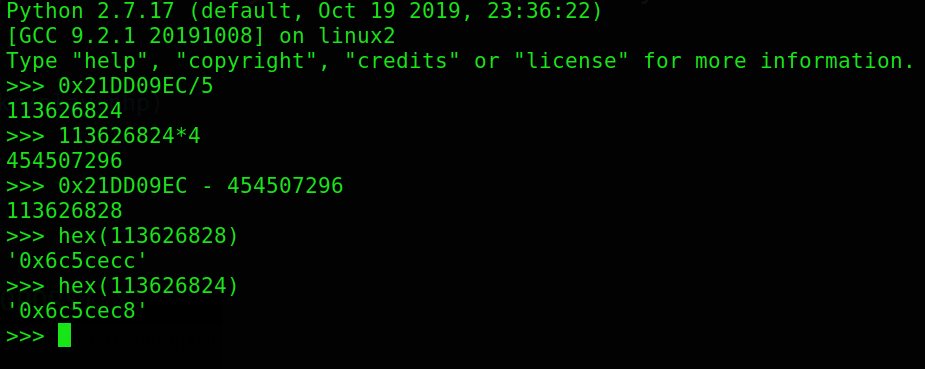 Python 2.7.17 (default, Oct 19 2019, 23:36:22)
[GCC 9.2.1 20191008] on linux2
Type "help", "copyright", "credits" or "license" for more information.
>>> 0x21DD09EC/5
113626824
>>> 113626824*4
454507296
>>> 0x21DD09EC - 454507296
113626828
>>> hex(113626828)
'0x6c5cecc'
>>> hex(113626824)
'0x6c5cec8'
>>>